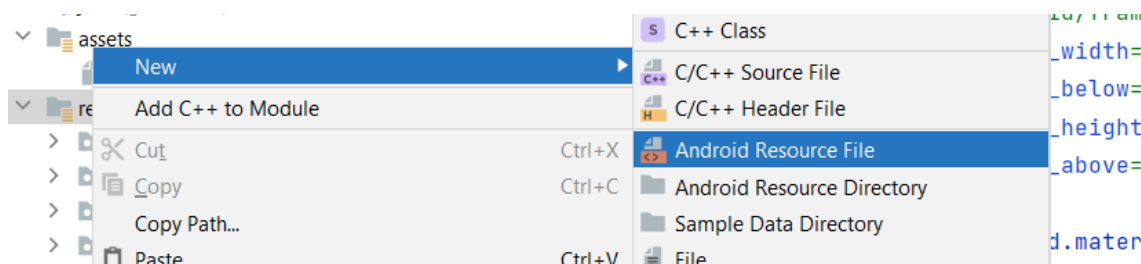 assets
New
Add C++ to Module
Cut Ctrl+X
Copy Ctrl+C
Copy Path...
Paste Ctrl+V
re
S C++ Class
C++ C/C++ Source File
H C/C++ Header File
Android Resource File
Android Resource Directory
Sample Data Directory
File
_width=
_below=
_height
_above=
d.mater